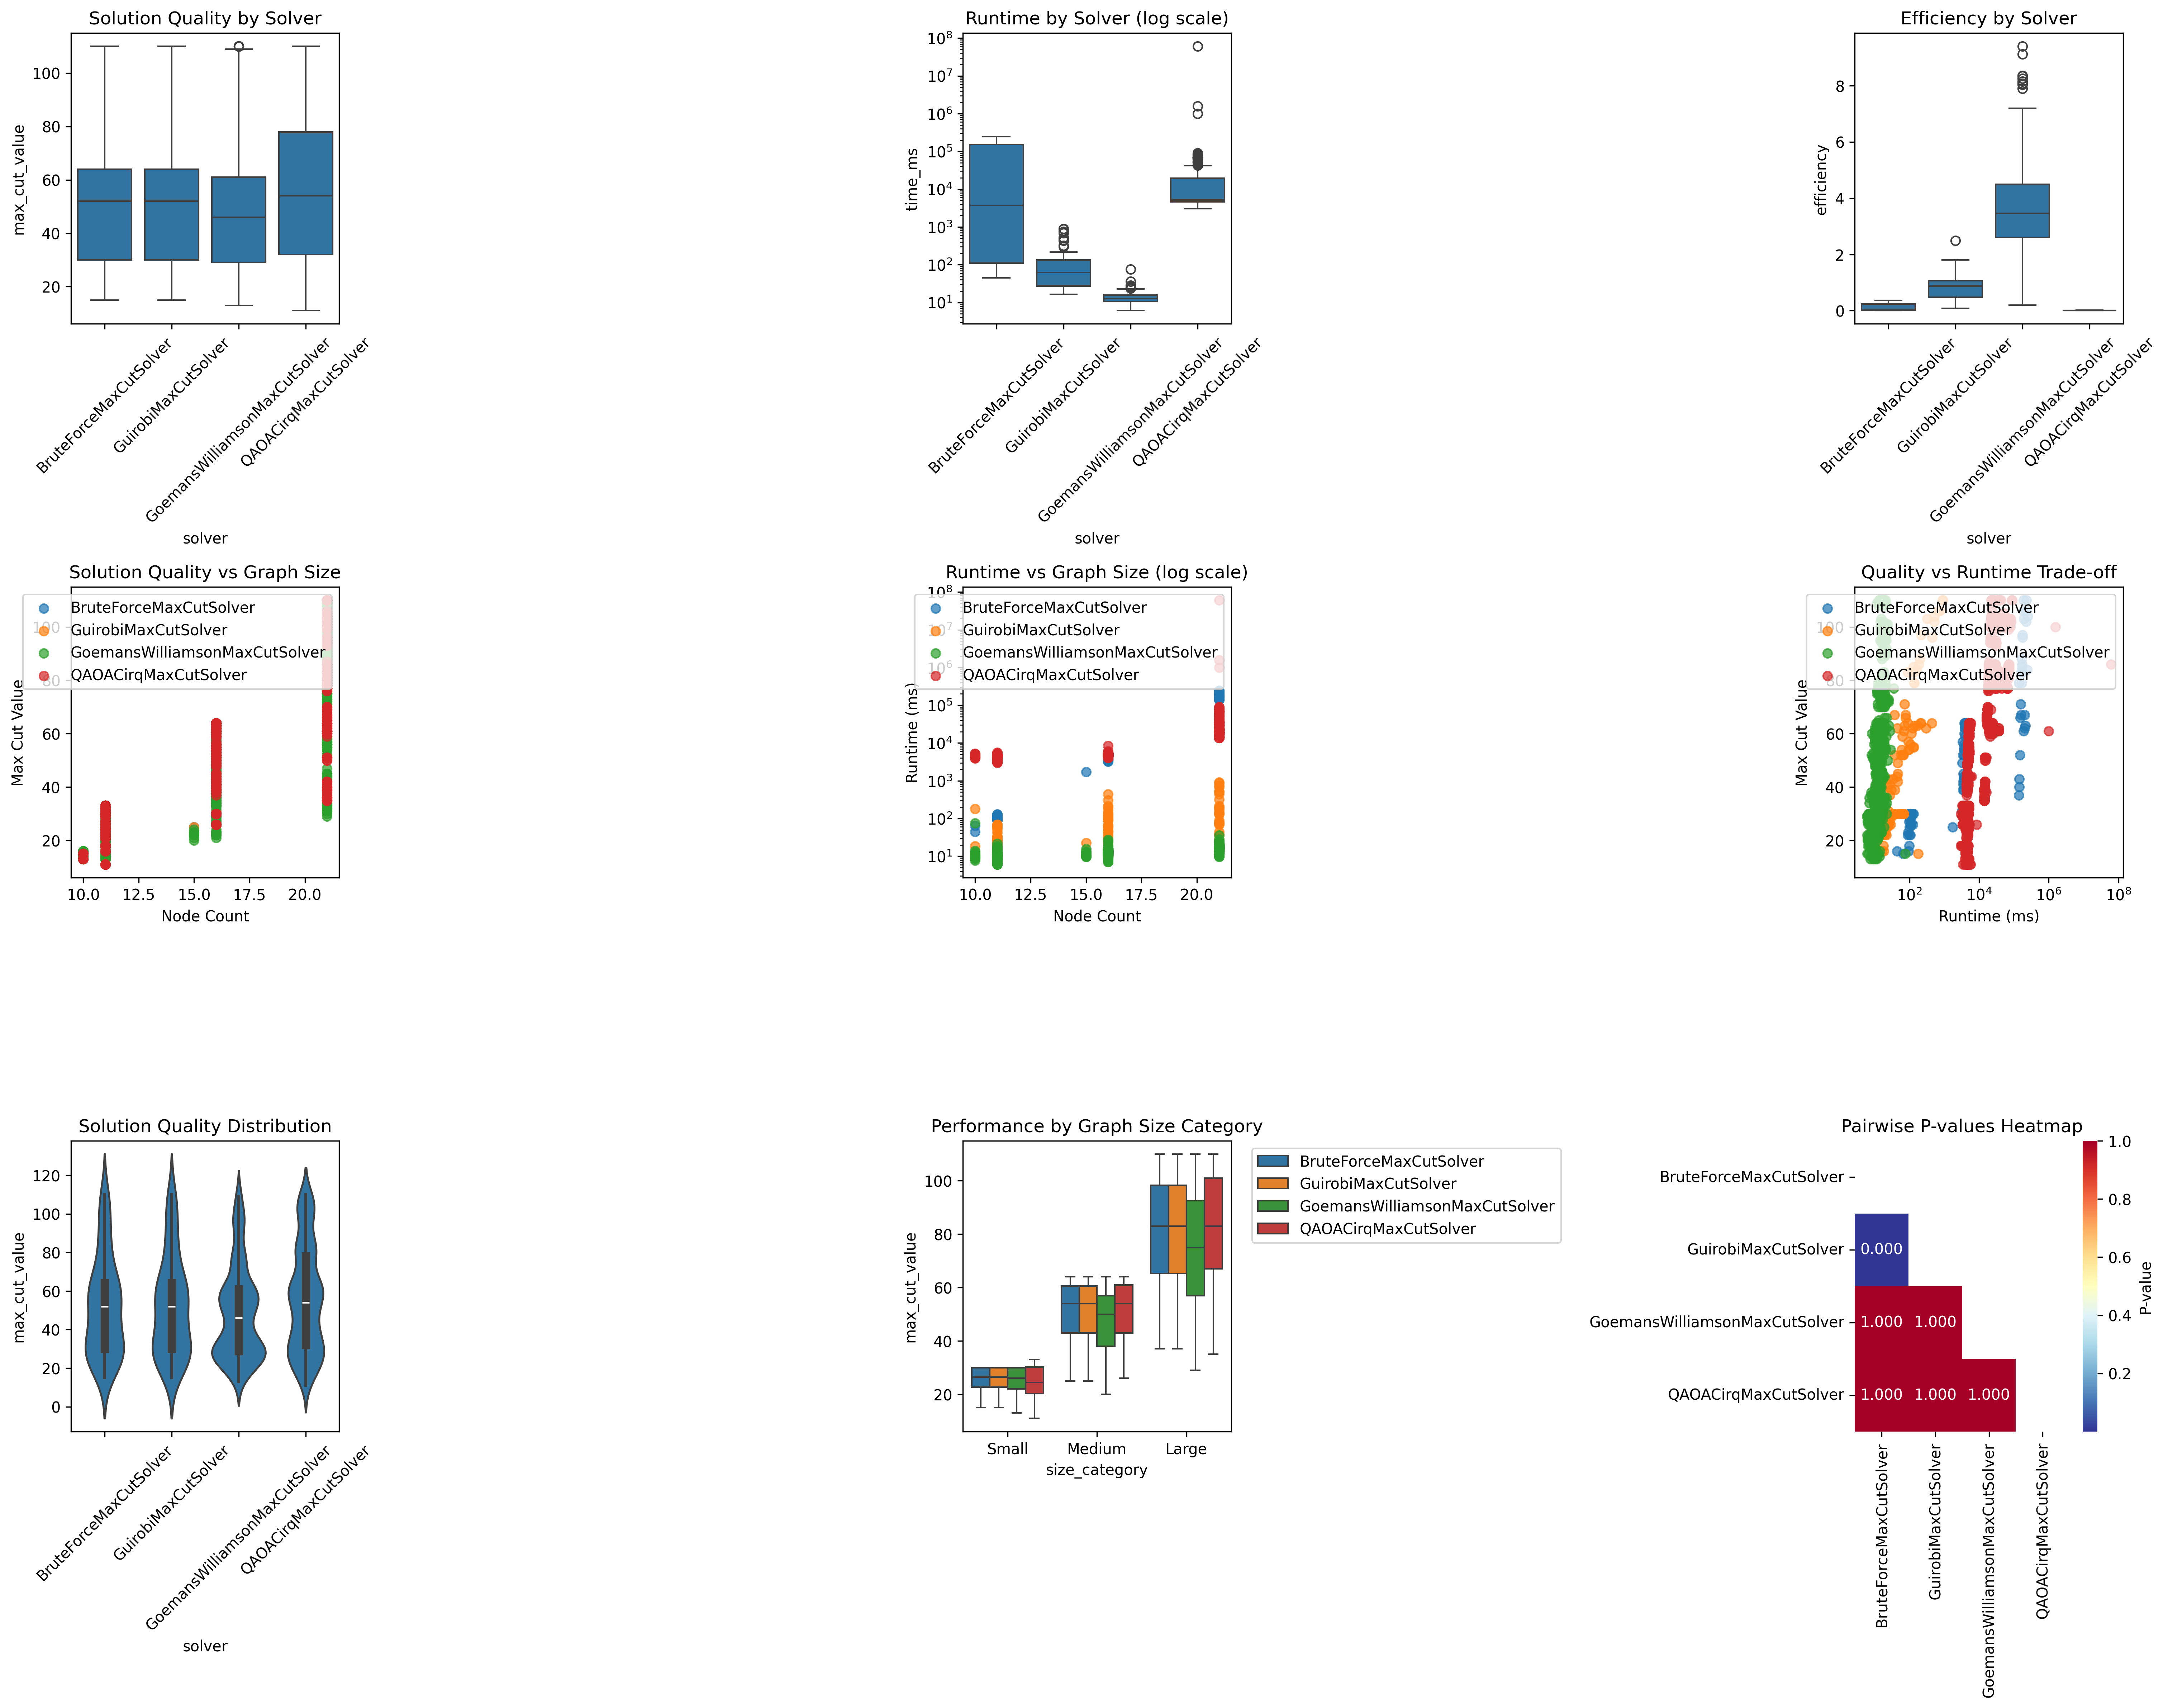 Solution Quality by Solver
max_cut_value
100
80
60
40
20
BruteForceMaxCutSolver
GuirobiMaxCutSolver
GoemansWilliamsonMaxCutSolver
QAOACirqMaxCutSolver
solver
Runtime by Solver (log scale)
time_ms
10^8
10^7
10^6
10^5
10^4
10^3
10^2
10^1
BruteForceMaxCutSolver
GuirobiMaxCutSolver
GoemansWilliamsonMaxCutSolver
QAOACirqMaxCutSolver
solver
Efficiency by Solver
efficiency
8
6
4
2
0
BruteForceMaxCutSolver
GuirobiMaxCutSolver
GoemansWilliamsonMaxCutSolver
QAOACirqMaxCutSolver
solver
Solution Quality vs Graph Size
BruteForceMaxCutSolver
GuirobiMaxCutSolver
GoemansWilliamsonMaxCutSolver
QAOACirqMaxCutSolver
Max Cut Value
100
80
60
40
20
10.0 12.5 15.0 17.5 20.0
Node Count
Runtime vs Graph Size (log scale)
BruteForceMaxCutSolver
GuirobiMaxCutSolver
GoemansWilliamsonMaxCutSolver
QAOACirqMaxCutSolver
Runtime (ms)
10^8
10^7
10^6
10^5
10^4
10^3
10^2
10^1
10.0 12.5 15.0 17.5 20.0
Node Count
Quality vs Runtime Trade-off
BruteForceMaxCutSolver
GuirobiMaxCutSolver
GoemansWilliamsonMaxCutSolver
QAOACirqMaxCutSolver
Max Cut Value
100
80
60
40
20
10^2 10^4 10^6 10^8
Runtime (ms)
Solution Quality Distribution
max_cut_value
120
100
80
60
40
20
0
BruteForceMaxCutSolver
GuirobiMaxCutSolver
GoemansWilliamsonMaxCutSolver
QAOACirqMaxCutSolver
solver
Performance by Graph Size Category
BruteForceMaxCutSolver
GuirobiMaxCutSolver
GoemansWilliamsonMaxCutSolver
QAOACirqMaxCutSolver
max_cut_value
100
80
60
40
20
Small Medium Large
size_category
Pairwise P-values Heatmap
BruteForceMaxCutSolver
GuirobiMaxCutSolver 0.000
GoemansWilliamsonMaxCutSolver 1.000 1.000
QAOACirqMaxCutSolver 1.000 1.000 1.000
BruteForceMaxCutSolver
GuirobiMaxCutSolver
GoemansWilliamsonMaxCutSolver
QAOACirqMaxCutSolver
1.0
0.8
0.6
0.4
0.2
P-value